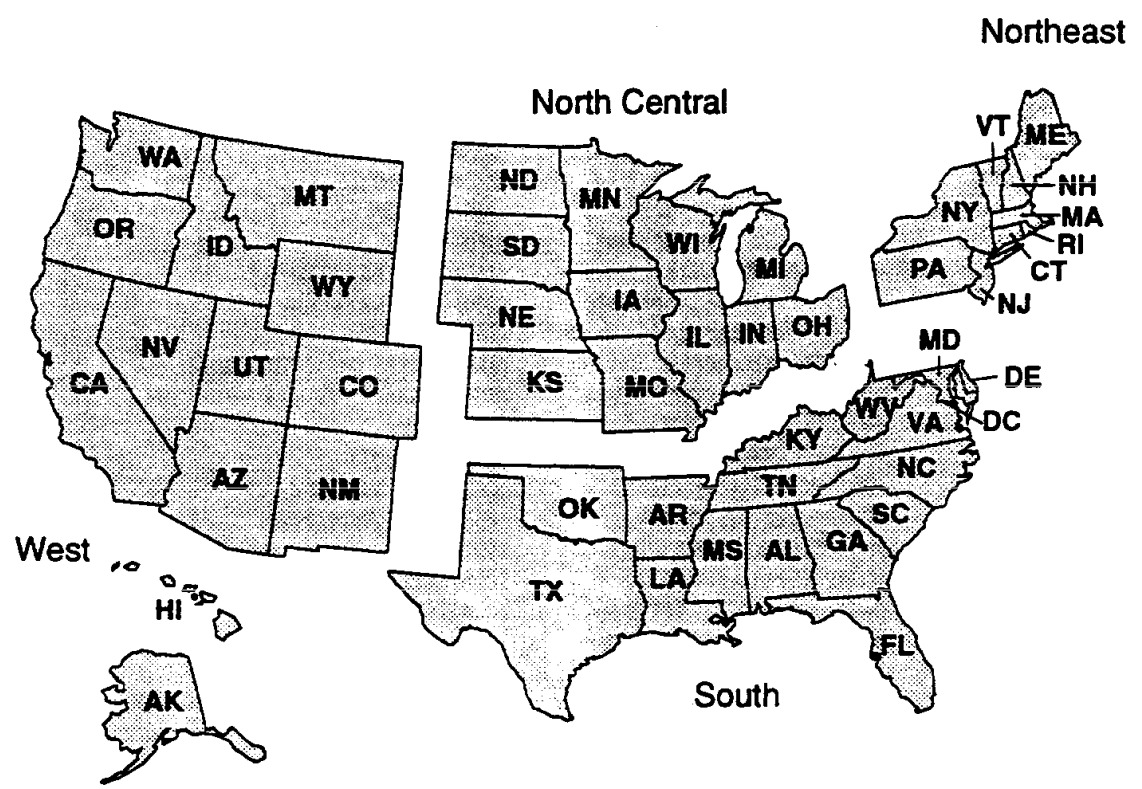 Northeast
North Central
VT
ME
WA
MT
ND
MN
NH
OR
ID
SD
WI
NY
MA
RI
MI
PA
CT
WY
NE
IA
NJ
NV
UT
IL
IN
OH
MD
CA
CO
KS
MO
DE
WV
VA
DC
KY
AZ
NM
TN
NC
OK
AR
SC
West
MS
AL
GA
LA
HI
TX
FL
AK
South